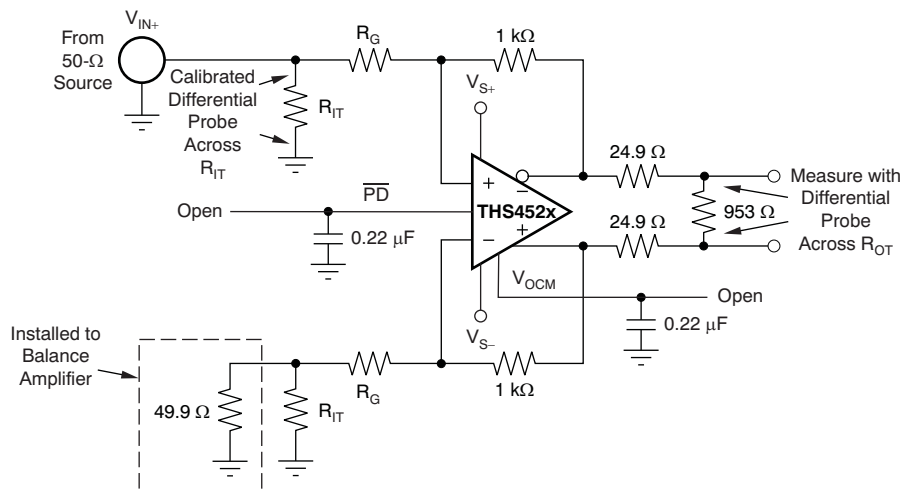 V_IN+
From
50-Ω
Source
R_G
1 kΩ
Calibrated
Differential
Probe
Across
R_IT
R_IT
V_S+
24.9 Ω
Measure with
Differential
Probe
Across R_OT
953 Ω
+
−
THS452x
−
+
24.9 Ω
Open
PD
0.22 μF
V_OCM
Open
0.22 μF
V_S−
Installed to
Balance
Amplifier
49.9 Ω
R_IT
R_G
1 kΩ